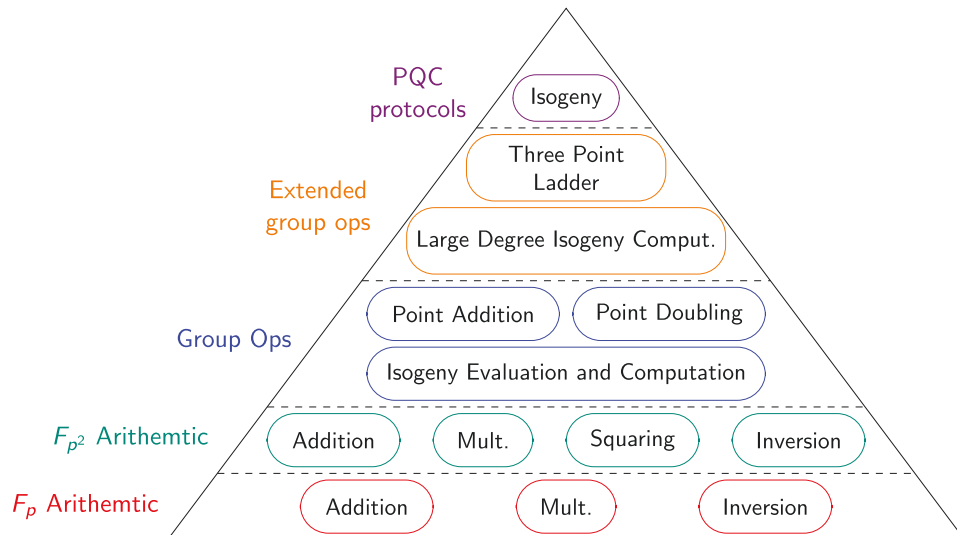 PQC
protocols
Isogeny
Extended
group ops
Three Point
Ladder
Large Degree Isogeny Comput.
Group Ops
Point Addition
Point Doubling
Isogeny Evaluation and Computation
F_{p^2} Arithemtic
Addition
Mult.
Squaring
Inversion
F_p Arithemtic
Addition
Mult.
Inversion